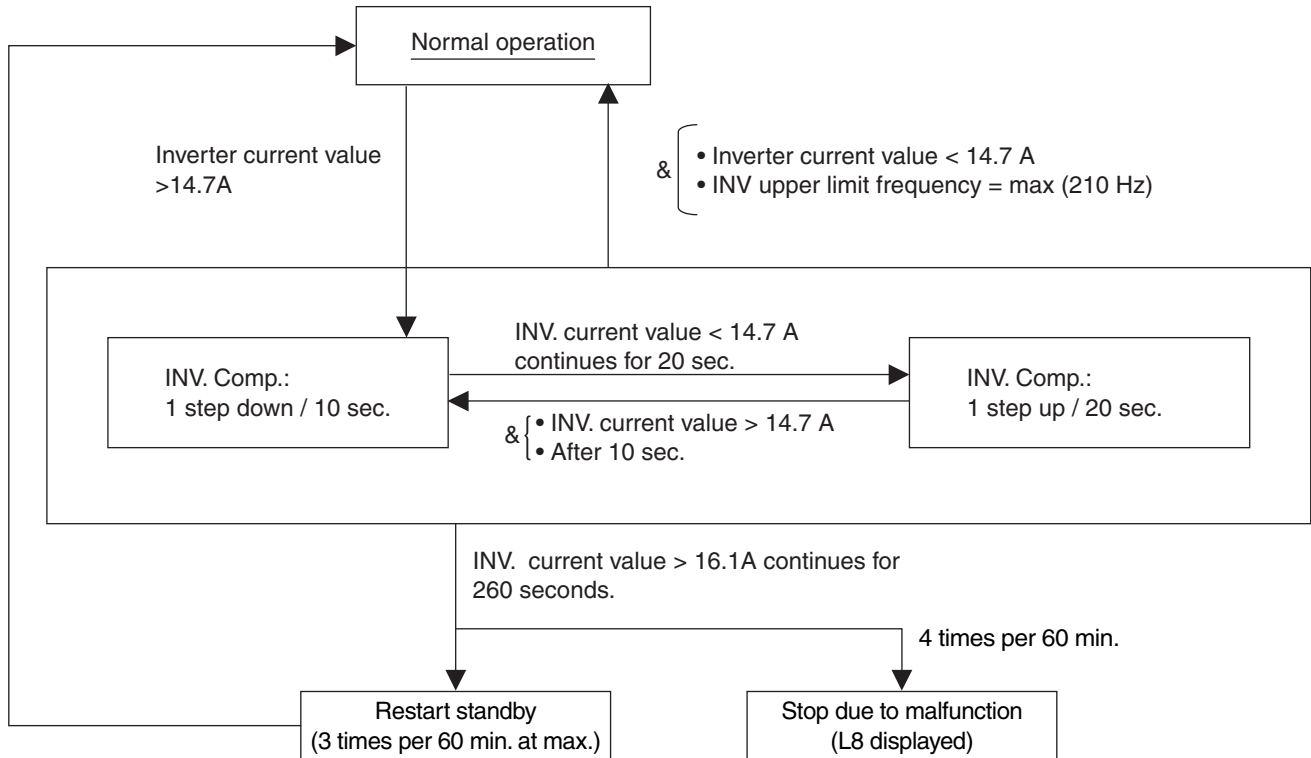 Normal operation
Inverter current value
>14.7A
&
• Inverter current value < 14.7 A
• INV upper limit frequency = max (210 Hz)
INV. Comp.:
1 step down / 10 sec.
INV. current value < 14.7 A
continues for 20 sec.
&
• INV. current value > 14.7 A
• After 10 sec.
INV. Comp.:
1 step up / 20 sec.
INV. current value > 16.1A continues for
260 seconds.
4 times per 60 min.
Restart standby
(3 times per 60 min. at max.)
Stop due to malfunction
(L8 displayed)